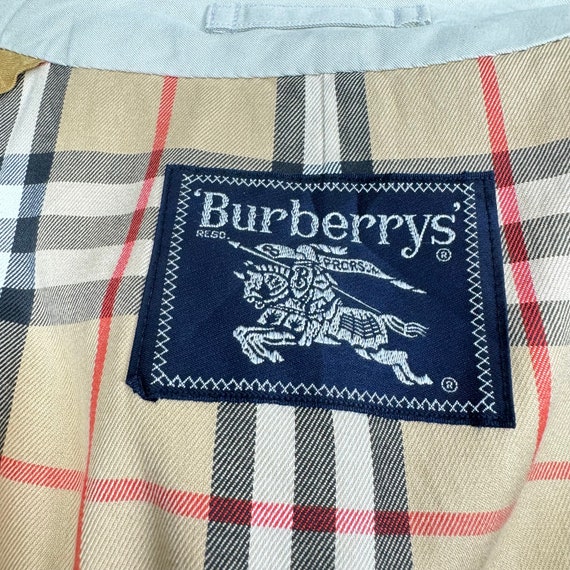 'Burberrys'
REGD. ®
PRORSUM
®